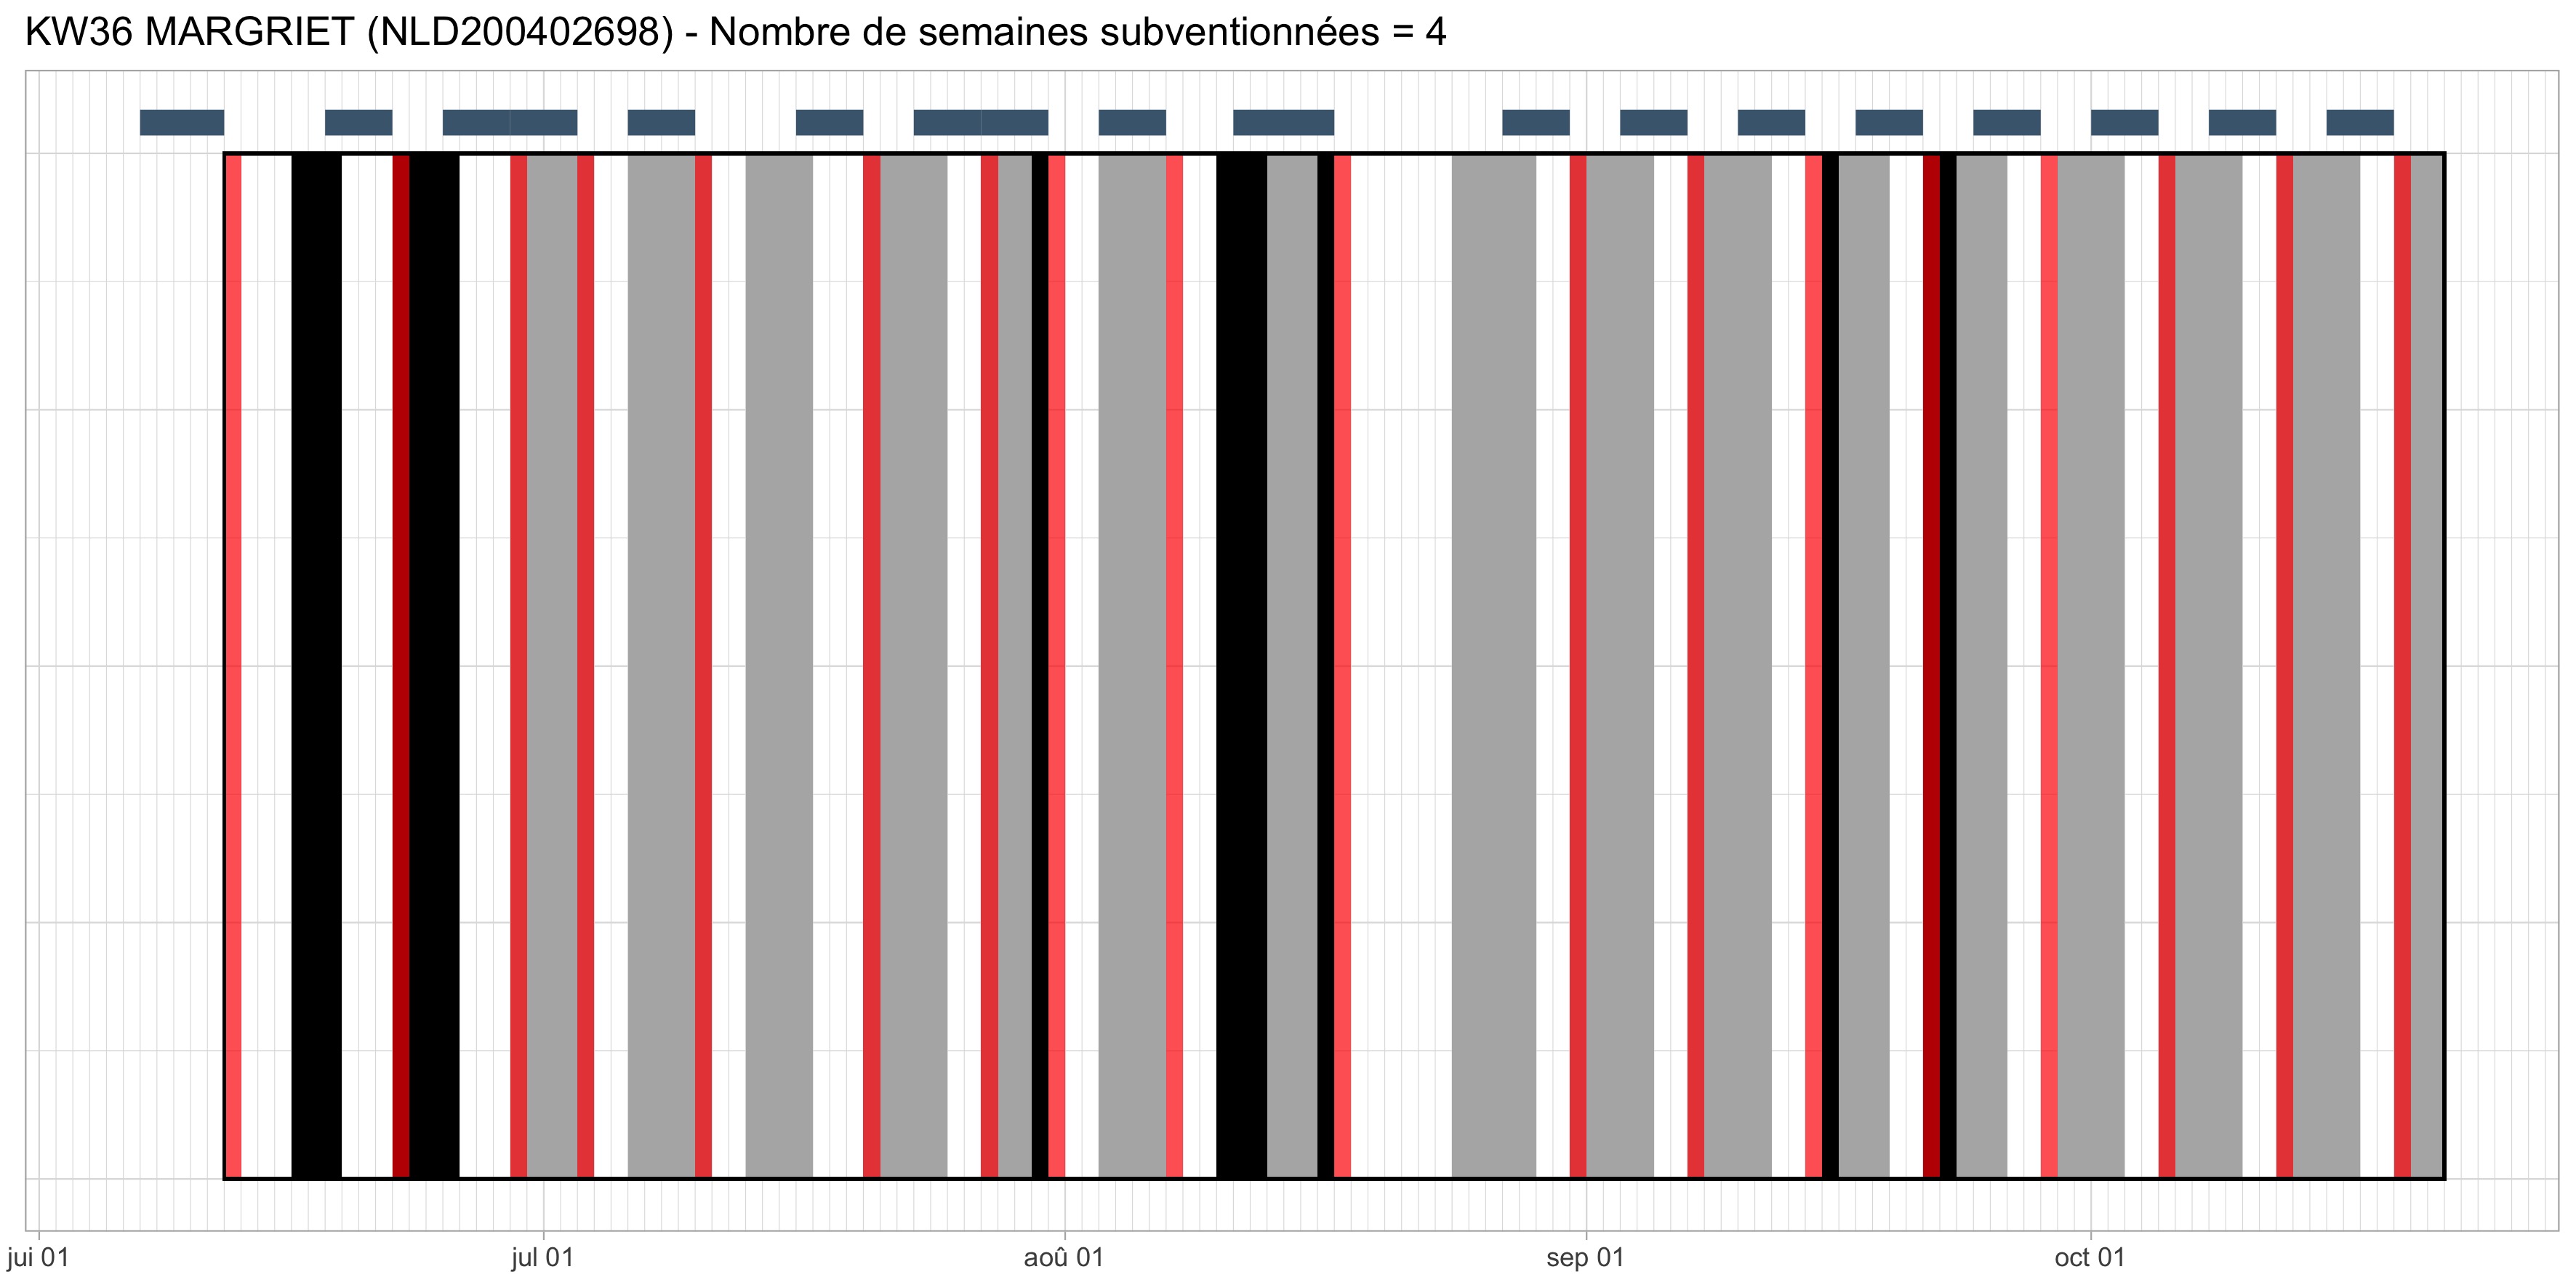 KW36 MARGRIET (NLD200402698) - Nombre de semaines subventionnées = 4
jui 01
jul 01
aoû 01
sep 01
oct 01